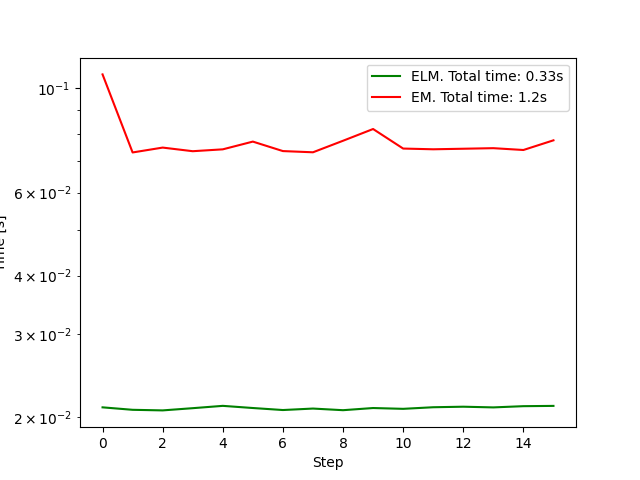 ELM. Total time: 0.33s
EM. Total time: 1.2s
10⁻¹
6 × 10⁻²
4 × 10⁻²
3 × 10⁻²
2 × 10⁻²
[s]
0 2 4 6 8 10 12 14
Step